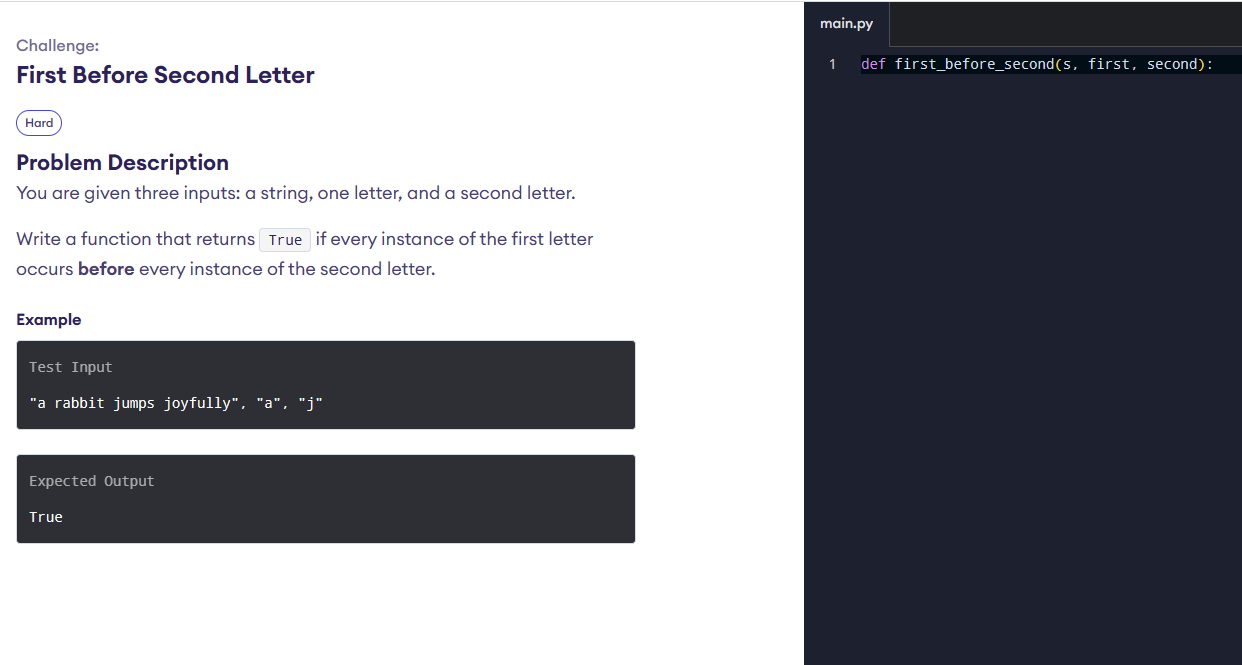 Challenge:
First Before Second Letter
Hard
Problem Description
You are given three inputs: a string, one letter, and a second letter.
Write a function that returns True if every instance of the first letter
occurs before every instance of the second letter.
Example
Test Input
"a rabbit jumps joyfully", "a", "j"
Expected Output
True
main.py
1 def first_before_second(s, first, second):